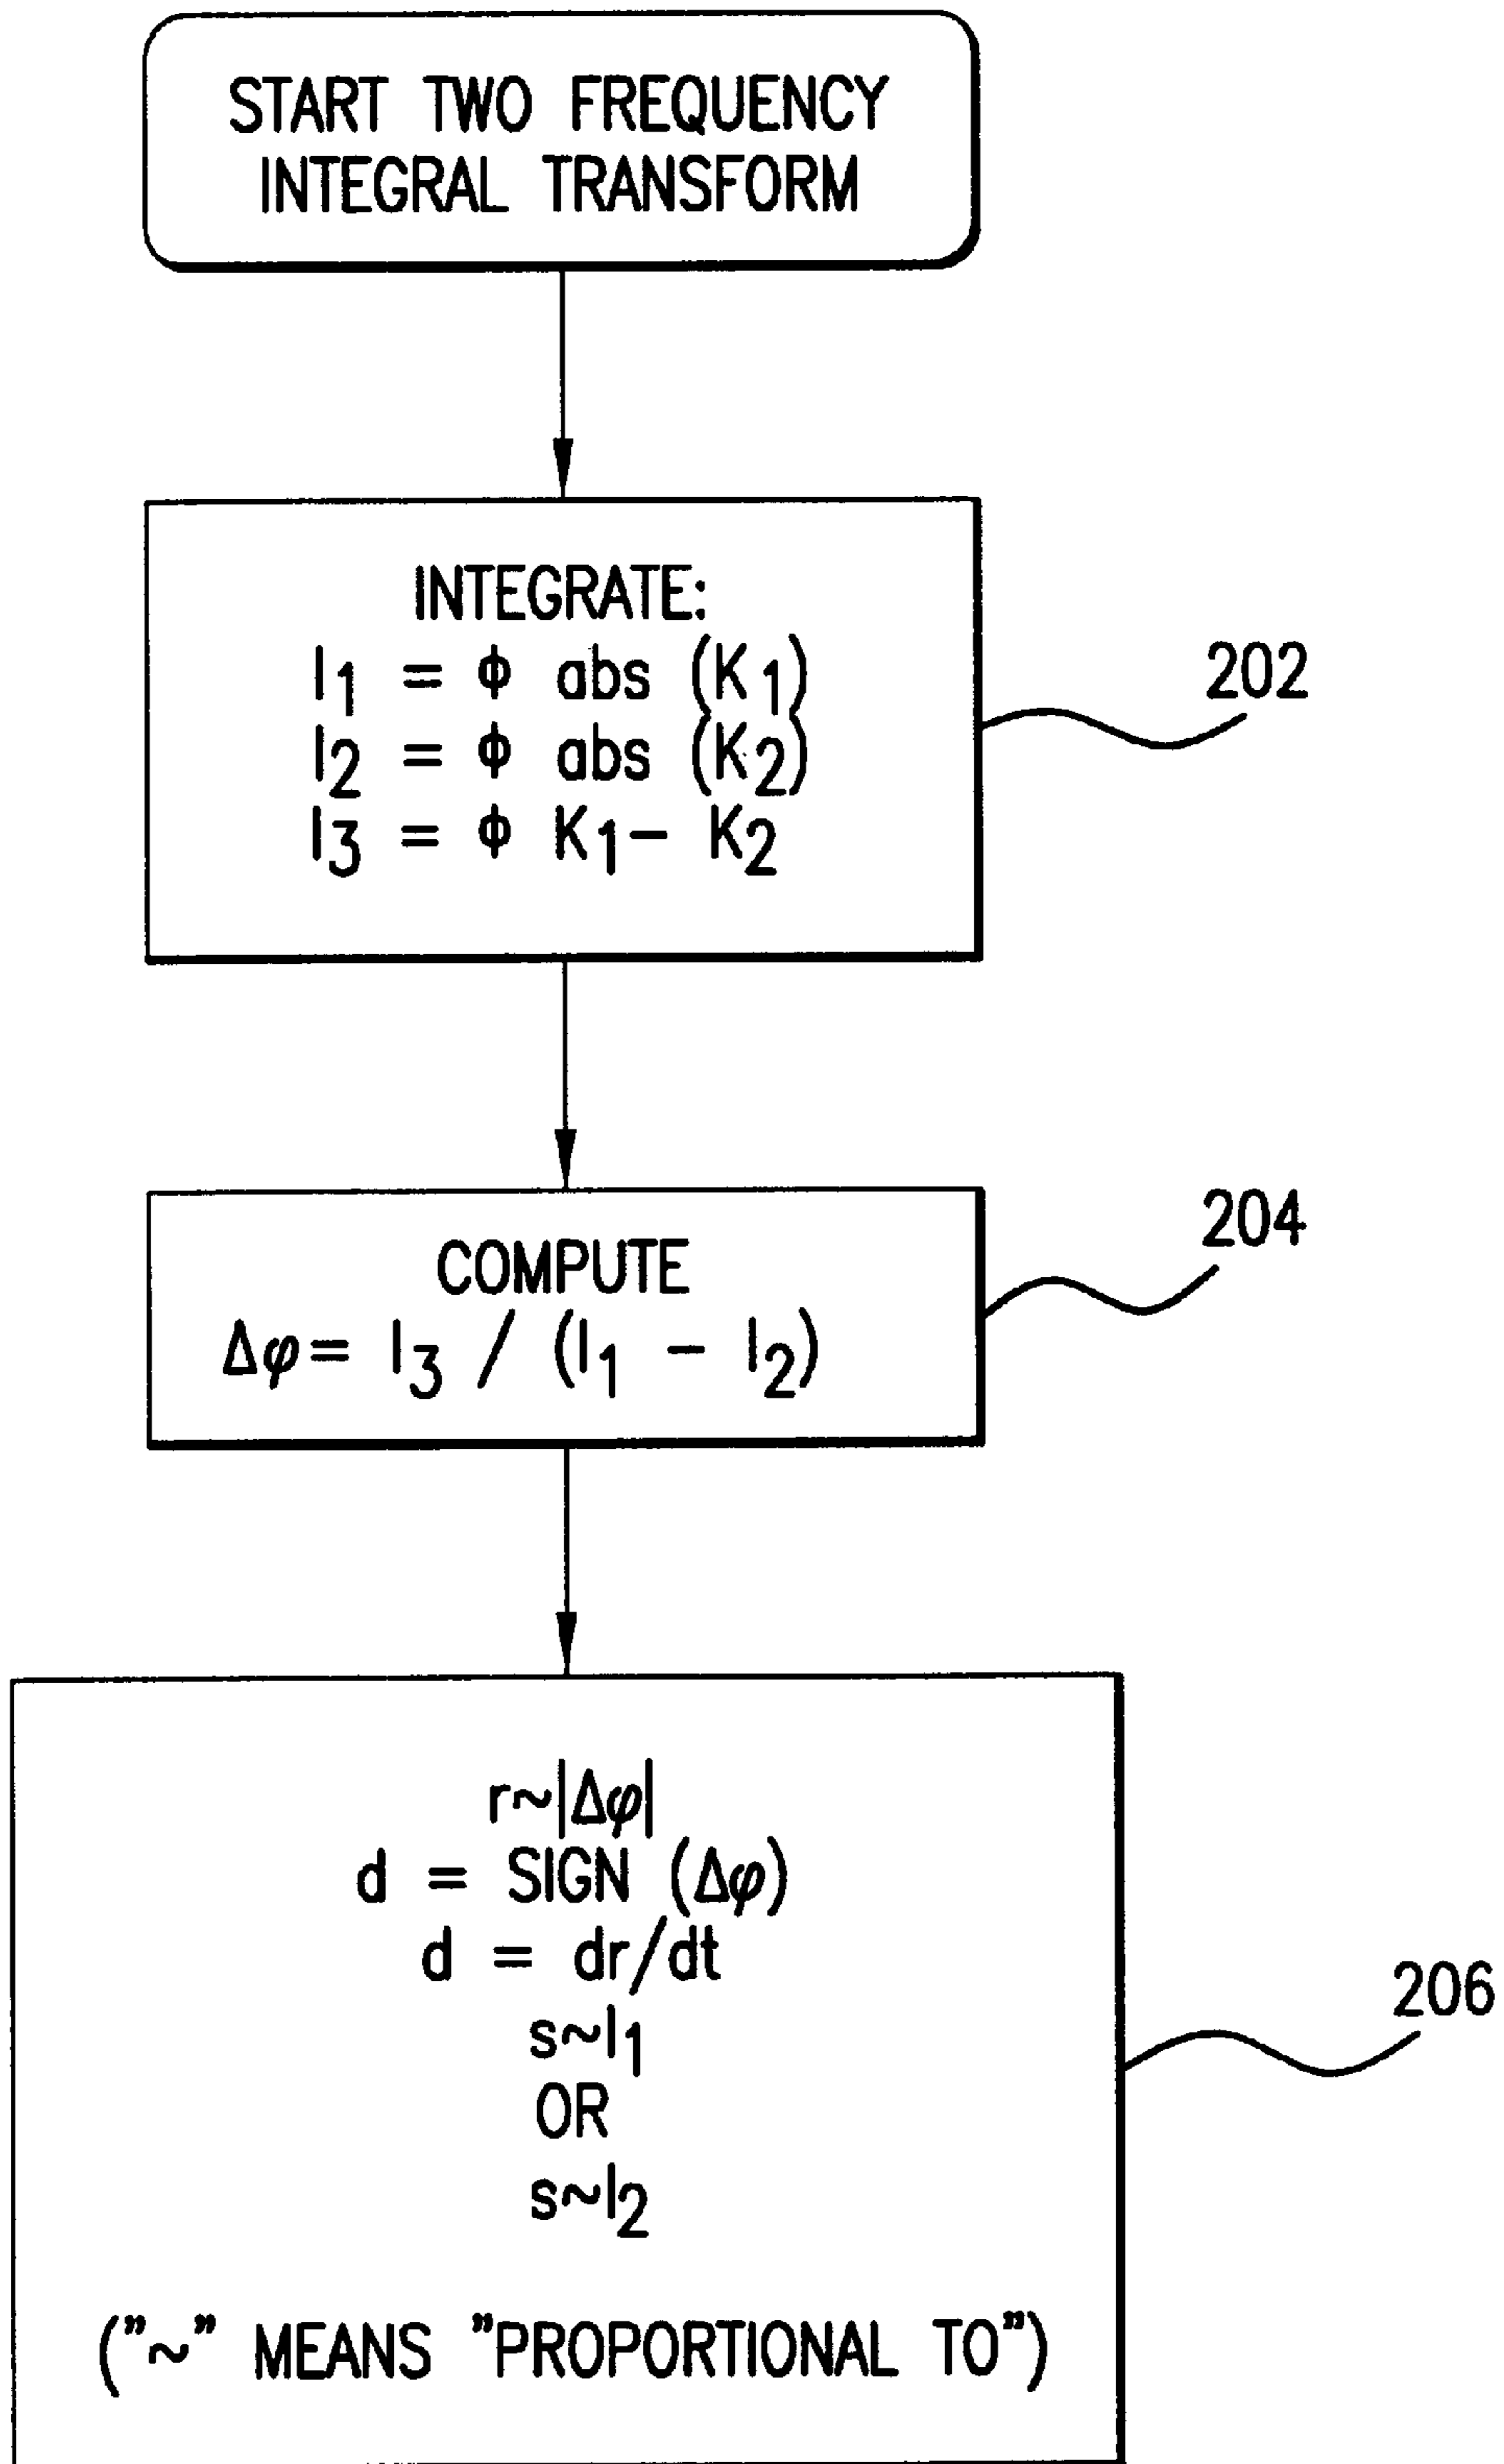 START TWO FREQUENCY
INTEGRAL TRANSFORM
INTEGRATE:
I₁ = ϕ abs (K₁)
I₂ = ϕ abs (K₂)
I₃ = ϕ K₁- K₂
202
COMPUTE
Δφ= I₃ / (I₁ - I₂)
204
r~|Δφ|
d = SIGN (Δφ)
d = dr/dt
s~I₁
OR
s~I₂
206
("~" MEANS "PROPORTIONAL TO")